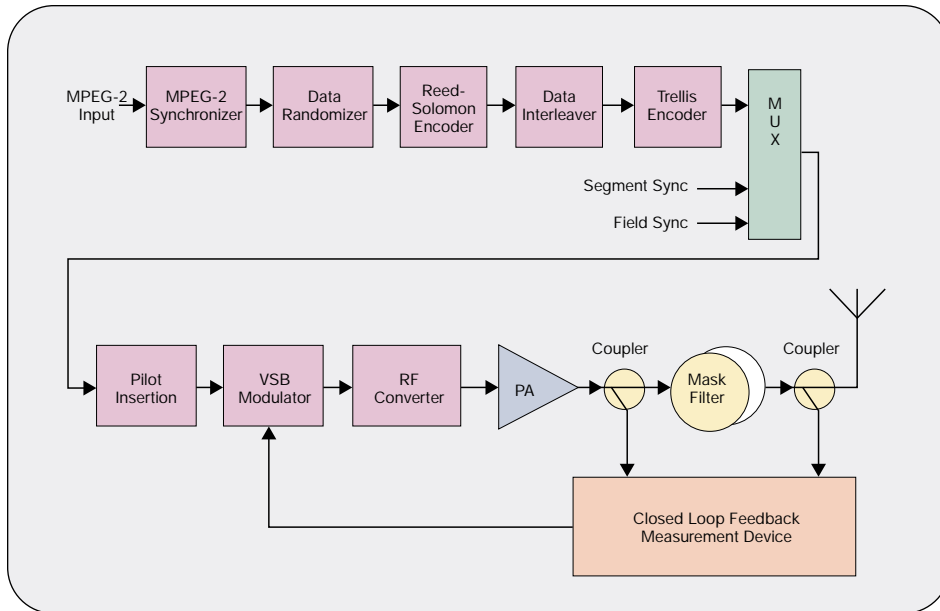 MPEG-2
Input
MPEG-2
Synchronizer
Data
Randomizer
Reed-
Solomon
Encoder
Data
Interleaver
Trellis
Encoder
M
U
X
Segment Sync
Field Sync
Pilot
Insertion
VSB
Modulator
RF
Converter
PA
Coupler
Mask
Filter
Coupler
Closed Loop Feedback
Measurement Device